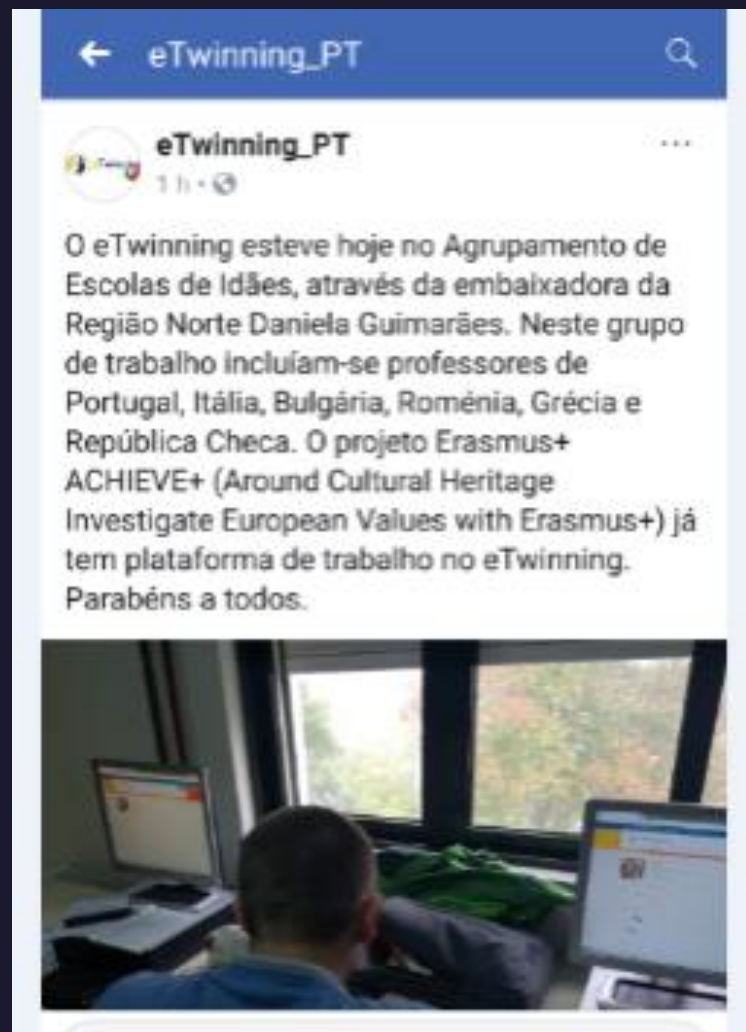 eTwinning_PT
eTwinning_PT
1 h
O eTwinning esteve hoje no Agrupamento de
Escolas de Idães, através da embaixadora da
Região Norte Daniela Guimarães. Neste grupo
de trabalho incluíam-se professores de
Portugal, Itália, Bulgária, Roménia, Grécia e
República Checa. O projeto Erasmus+
ACHIEVE+ (Around Cultural Heritage
Investigate European Values with Erasmus+) já
tem plataforma de trabalho no eTwinning.
Parabéns a todos.